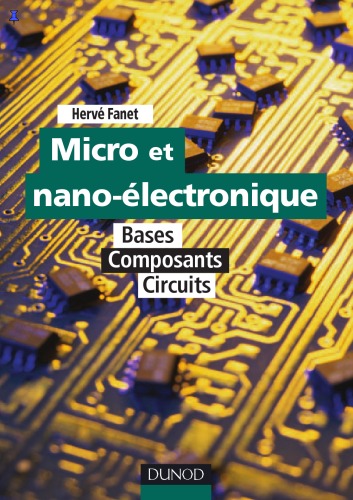 Hervé Fanet
Micro et
nano-électronique
Bases
Composants
Circuits
DUNOD